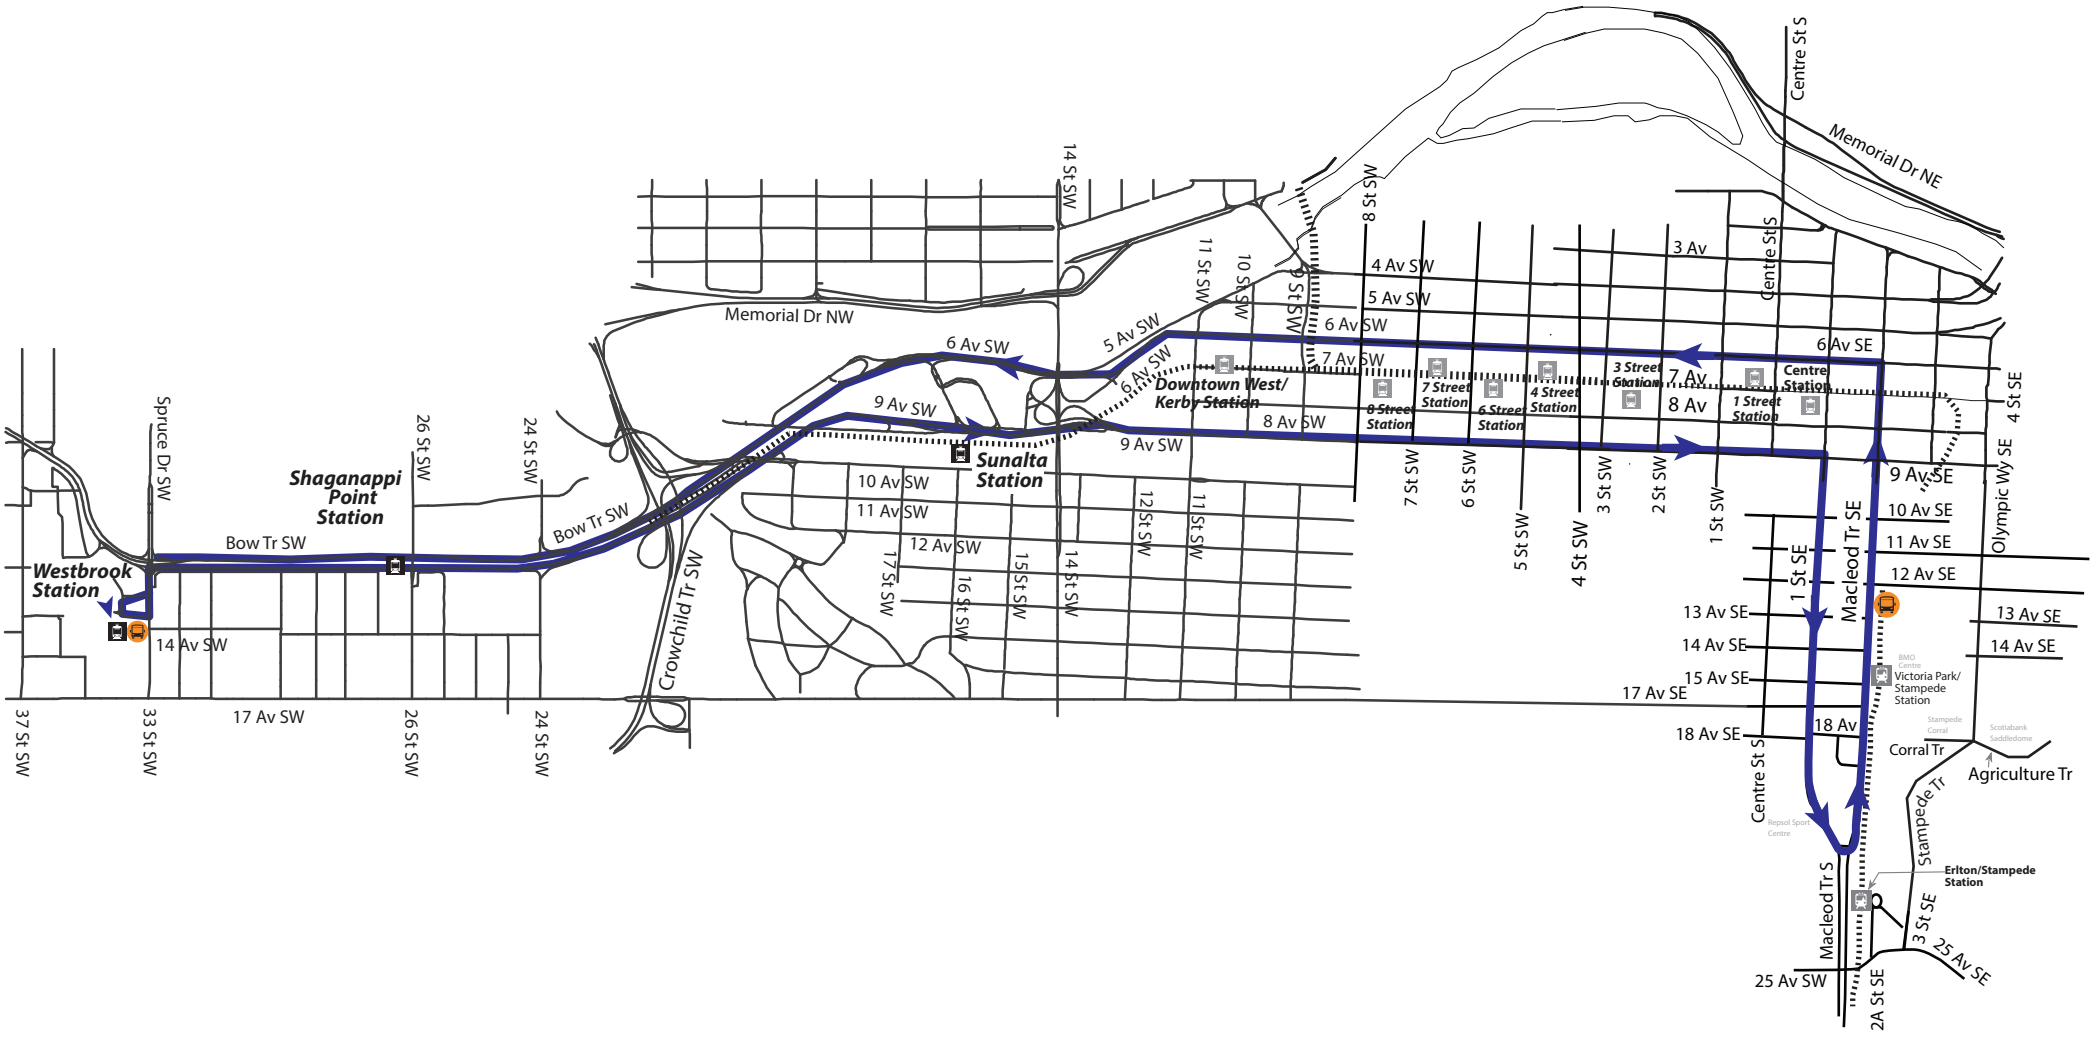 Centre St S
Memorial Dr NE
14 St SW
8 St SW
Centre St S
11 St SW
10 St SW
9 St SW
3 Av
4 Av SW
5 Av SW
Memorial Dr NW
6 Av SW
5 Av SW
6 Av SW
6 Av SW
6 Av SE
7 Av SW
7 Av
8 Av
Downtown West/
Kerby Station
8 Street
Station
7 Street
Station
6 Street
Station
4 Street
Station
3 Street
Station
1 Street
Station
Centre
Station
4 St SE
9 Av SW
8 Av SW
9 Av SW
9 Av SE
Olympic Wy SE
Spruce Dr SW
26 St SW
24 St SW
Shaganappi
Point
Station
Sunalta
Station
Bow Tr SW
Bow Tr SW
Westbrook
Station
14 Av SW
10 Av SW
11 Av SW
12 Av SW
17 St SW
16 St SW
15 St SW
14 St SW
12 St SW
11 St SW
7 St SW
6 St SW
5 St SW
4 St SW
3 St SW
2 St SW
1 St SW
1 St SE
Macleod Tr SE
10 Av SE
11 Av SE
12 Av SE
13 Av SE
13 Av SE
14 Av SE
14 Av SE
15 Av SE
17 Av SE
18 Av SE
18 Av
BMO
Centre
Victoria Park/
Stampede
Station
Stampede
Corral
Scotiabank
Saddledome
Corral Tr
Agriculture Tr
Crowchild Tr SW
37 St SW
33 St SW
17 Av SW
26 St SW
24 St SW
Centre St S
Repsol Sport
Centre
Stampede Tr
Erlton/Stampede
Station
Macleod Tr S
3 St SE
25 Av SE
25 Av SW
2A St SE